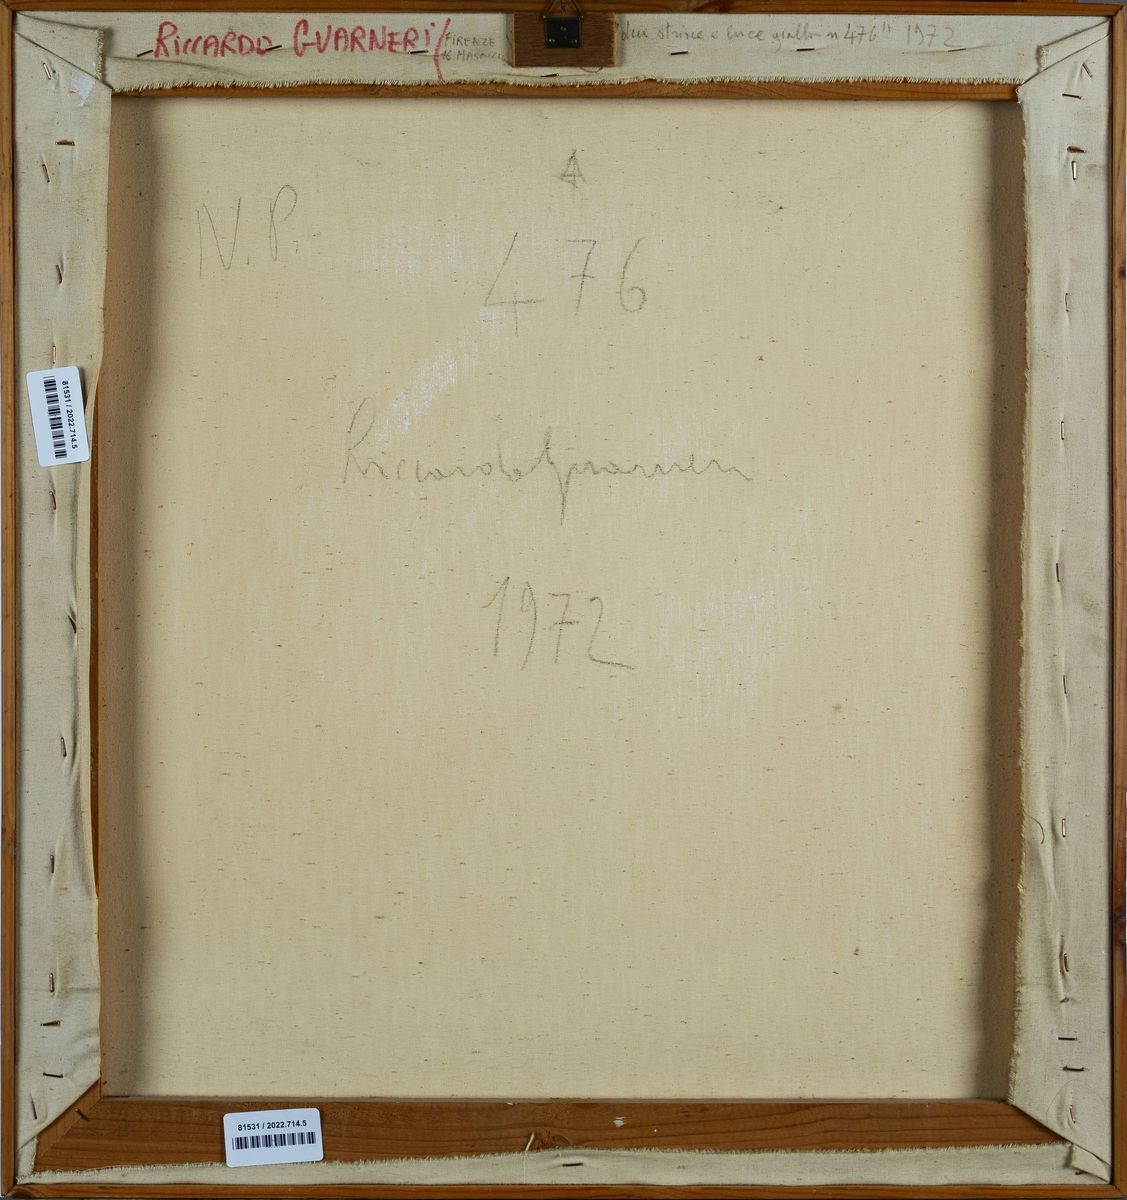 RiCCARDO GUARNERi / FIRENZE
due strisce e luce gialla n 476" 1972
4
N.P.
476
Riccardo Guarneri
1972
81531 / 2022.714.5
81531 / 2022.714.5